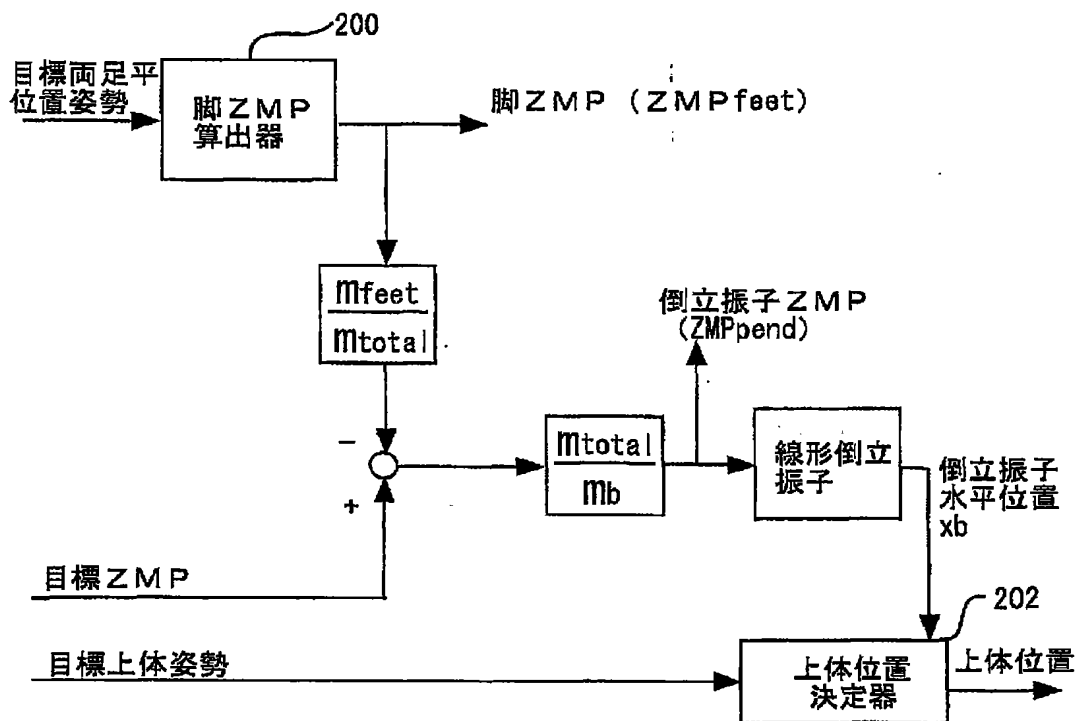 200
目標両足平
位置姿勢
脚ZMP
算出器
脚ZMP (ZMPfeet)
mfeet
mtotal
倒立振子ZMP
(ZMPpend)
−
+
mtotal
mb
線形倒立
振子
倒立振子
水平位置
xb
目標ZMP
202
目標上体姿勢
上体位置
決定器
上体位置